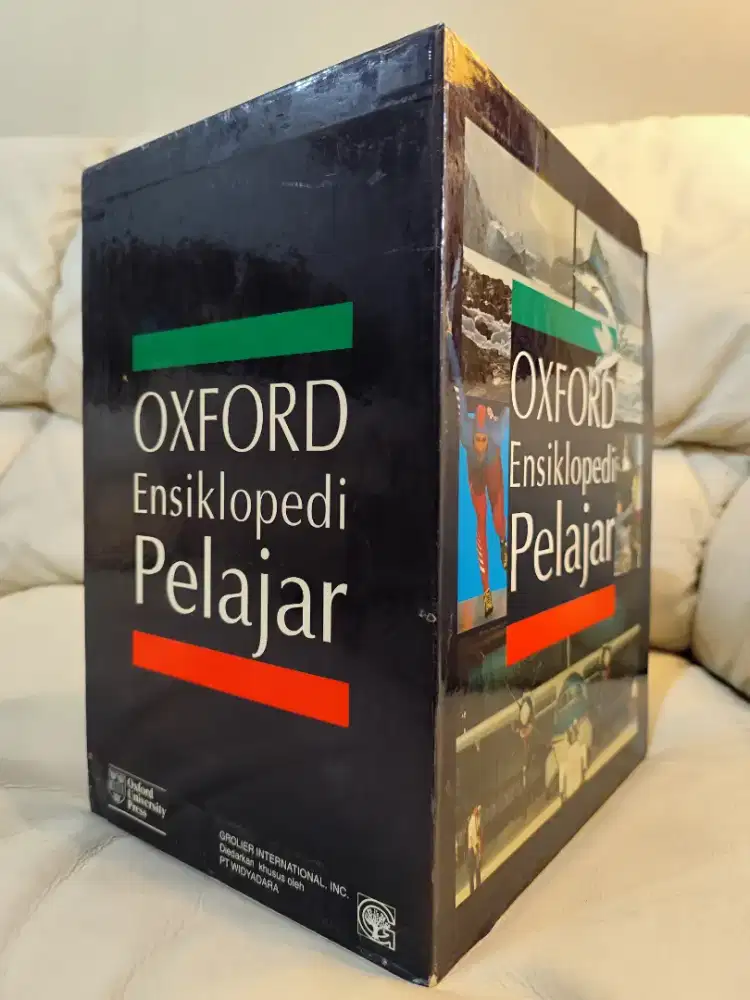 OXFORD
Ensiklopedi
Pelajar
Oxford
University
Press
GROLIER INTERNATIONAL, INC.
Diedarkan khusus oleh
PT WIDYADARA
G
OXFORD
Ensiklopedi
Pelajar